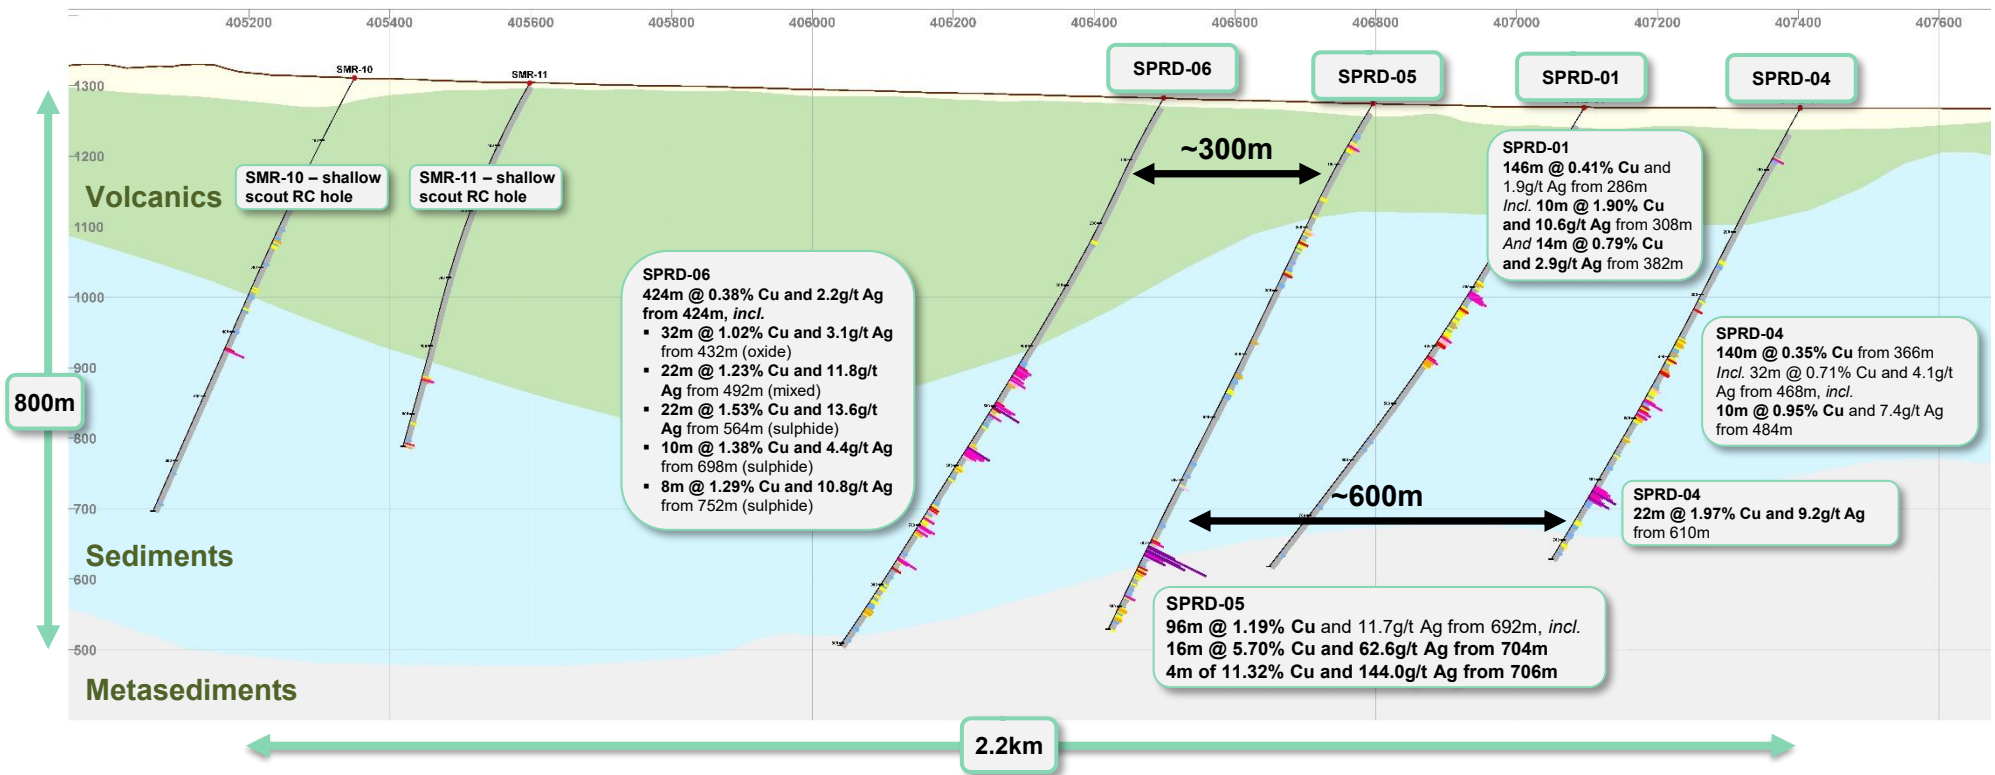 405200 405400 405600 405800 406000 406200 406400 406600 406800 407000 407200 407400 407600
SPRD-06
SPRD-05
SPRD-01
SPRD-04
SMR-10
SMR-11
1300
1200
1100
1000
900
800
700
600
500
800m
Volcanics
SMR-10 – shallow
scout RC hole
SMR-11 – shallow
scout RC hole
~300m
SPRD-01
146m @ 0.41% Cu and
1.9g/t Ag from 286m
Incl. 10m @ 1.90% Cu
and 10.6g/t Ag from 308m
And 14m @ 0.79% Cu
and 2.9g/t Ag from 382m
SPRD-06
424m @ 0.38% Cu and 2.2g/t Ag
from 424m, incl.
▪ 32m @ 1.02% Cu and 3.1g/t Ag
from 432m (oxide)
▪ 22m @ 1.23% Cu and 11.8g/t
Ag from 492m (mixed)
▪ 22m @ 1.53% Cu and 13.6g/t
Ag from 564m (sulphide)
▪ 10m @ 1.38% Cu and 4.4g/t Ag
from 698m (sulphide)
▪ 8m @ 1.29% Cu and 10.8g/t Ag
from 752m (sulphide)
SPRD-04
140m @ 0.35% Cu from 366m
Incl. 32m @ 0.71% Cu and 4.1g/t
Ag from 468m, incl.
10m @ 0.95% Cu and 7.4g/t Ag
from 484m
~600m
SPRD-04
22m @ 1.97% Cu and 9.2g/t Ag
from 610m
Sediments
SPRD-05
96m @ 1.19% Cu and 11.7g/t Ag from 692m, incl.
16m @ 5.70% Cu and 62.6g/t Ag from 704m
4m of 11.32% Cu and 144.0g/t Ag from 706m
Metasediments
2.2km